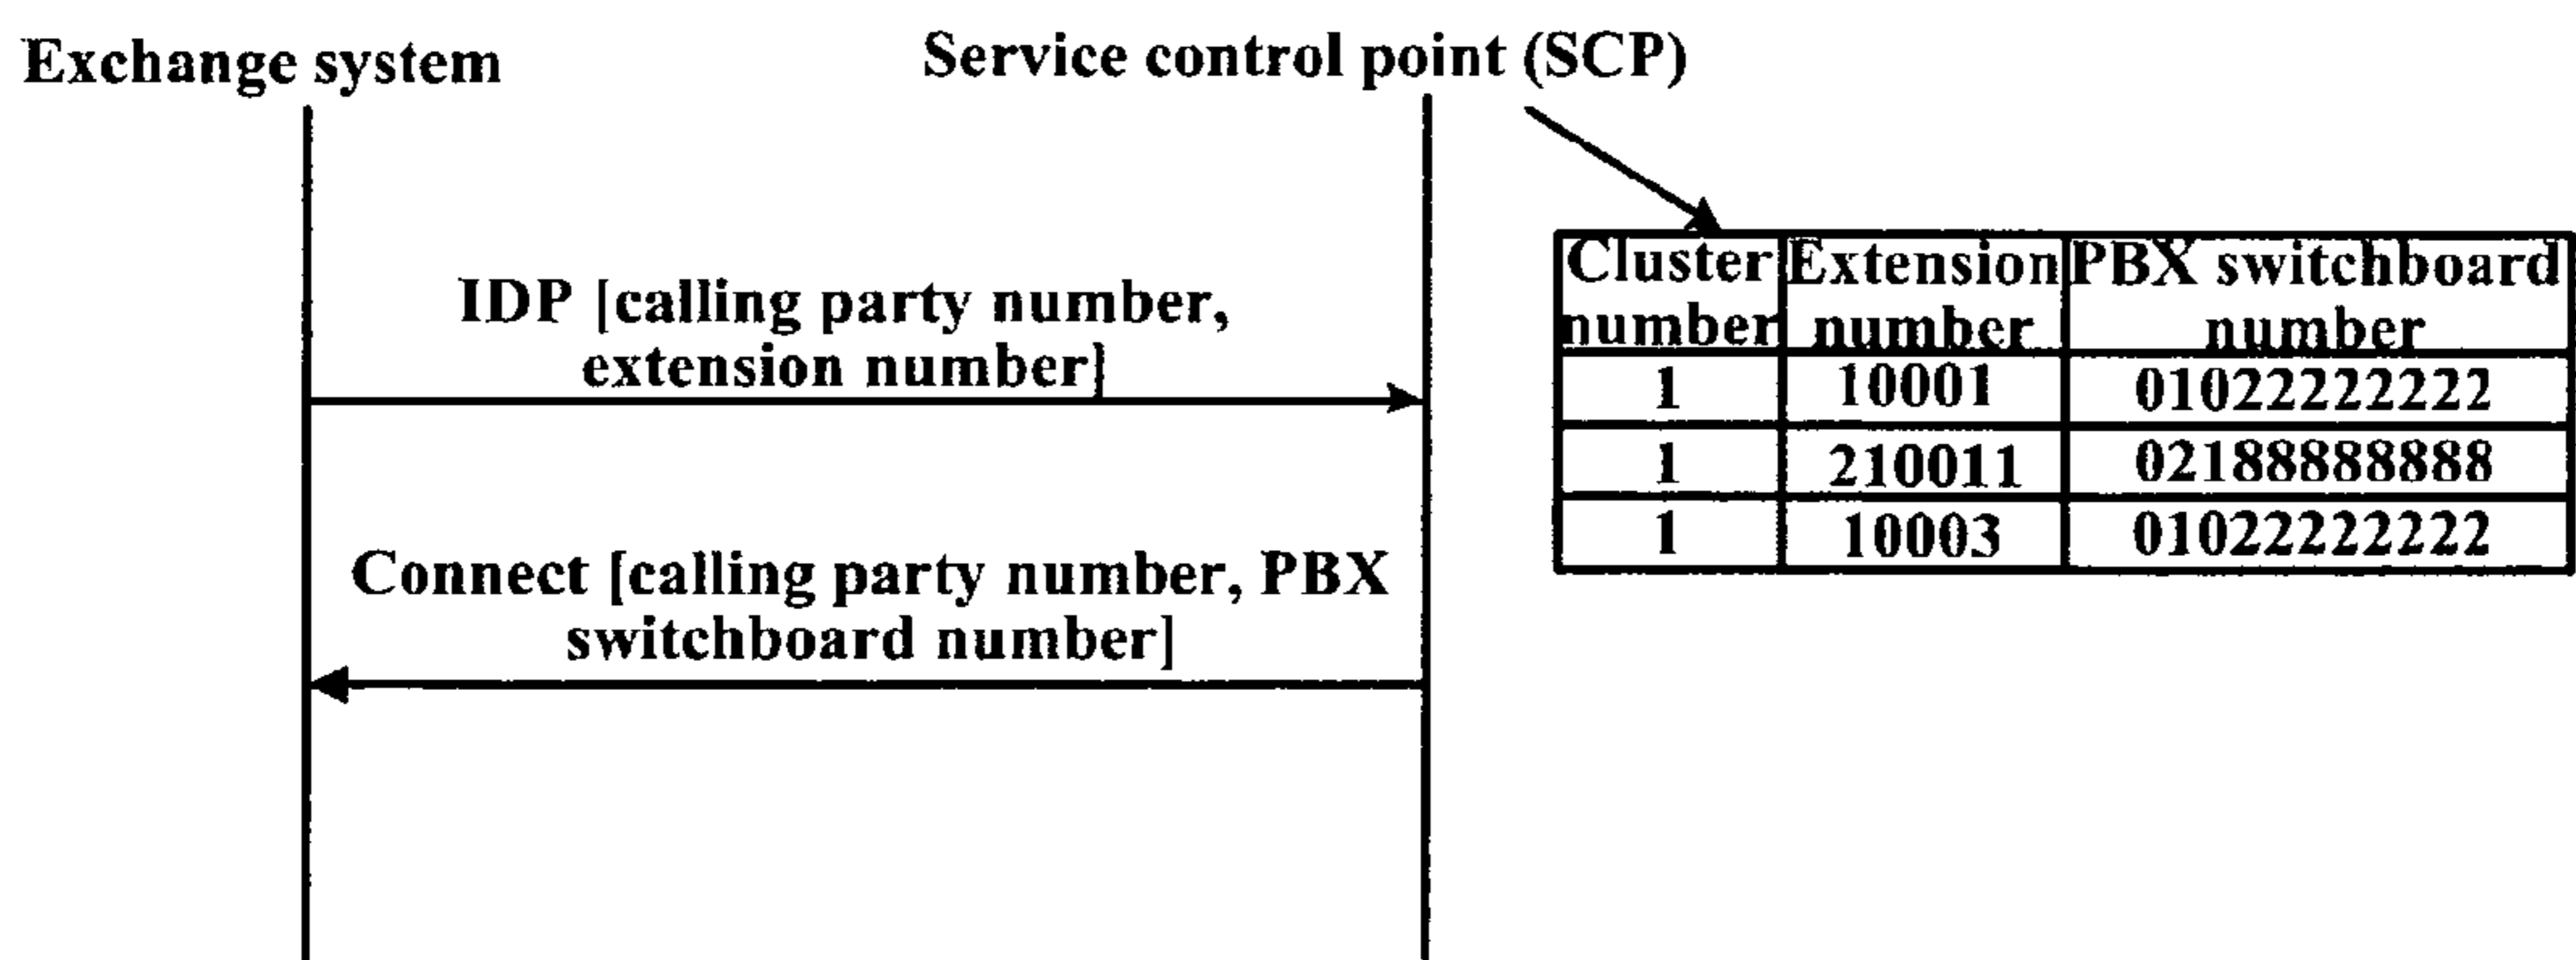 Exchange system
Service control point (SCP)
IDP [calling party number,
extension number]
Connect [calling party number, PBX
switchboard number]
Cluster number Extension number PBX switchboard number
1 10001 01022222222
1 210011 02188888888
1 10003 01022222222